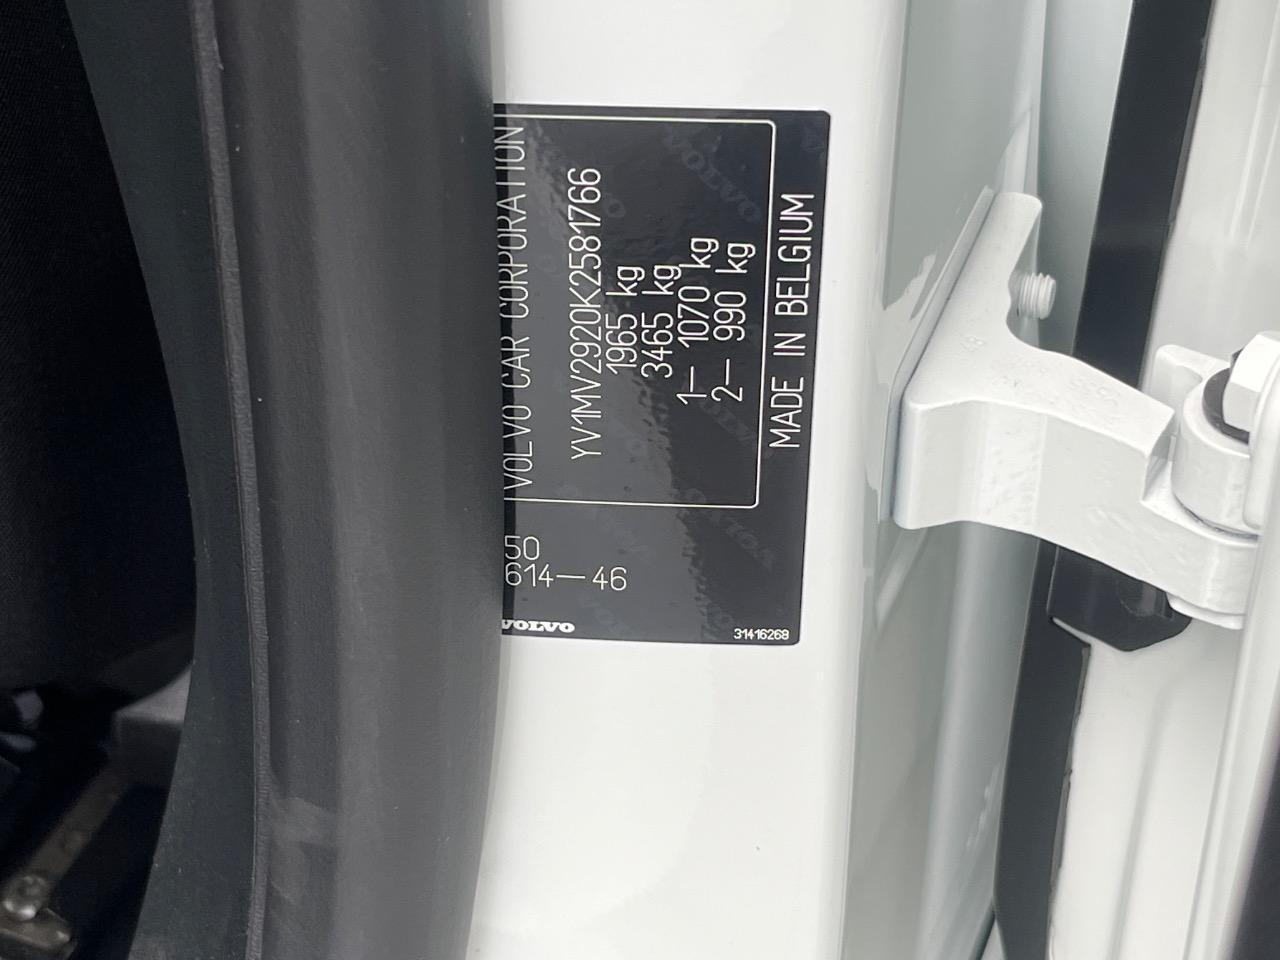 VOLVO CAR CORPORATION
YV1MV2920K2581766
1965 kg
3465 kg
1— 1070 kg
2— 990 kg
MADE IN BELGIUM
50
614—46
VOLVO
31416268